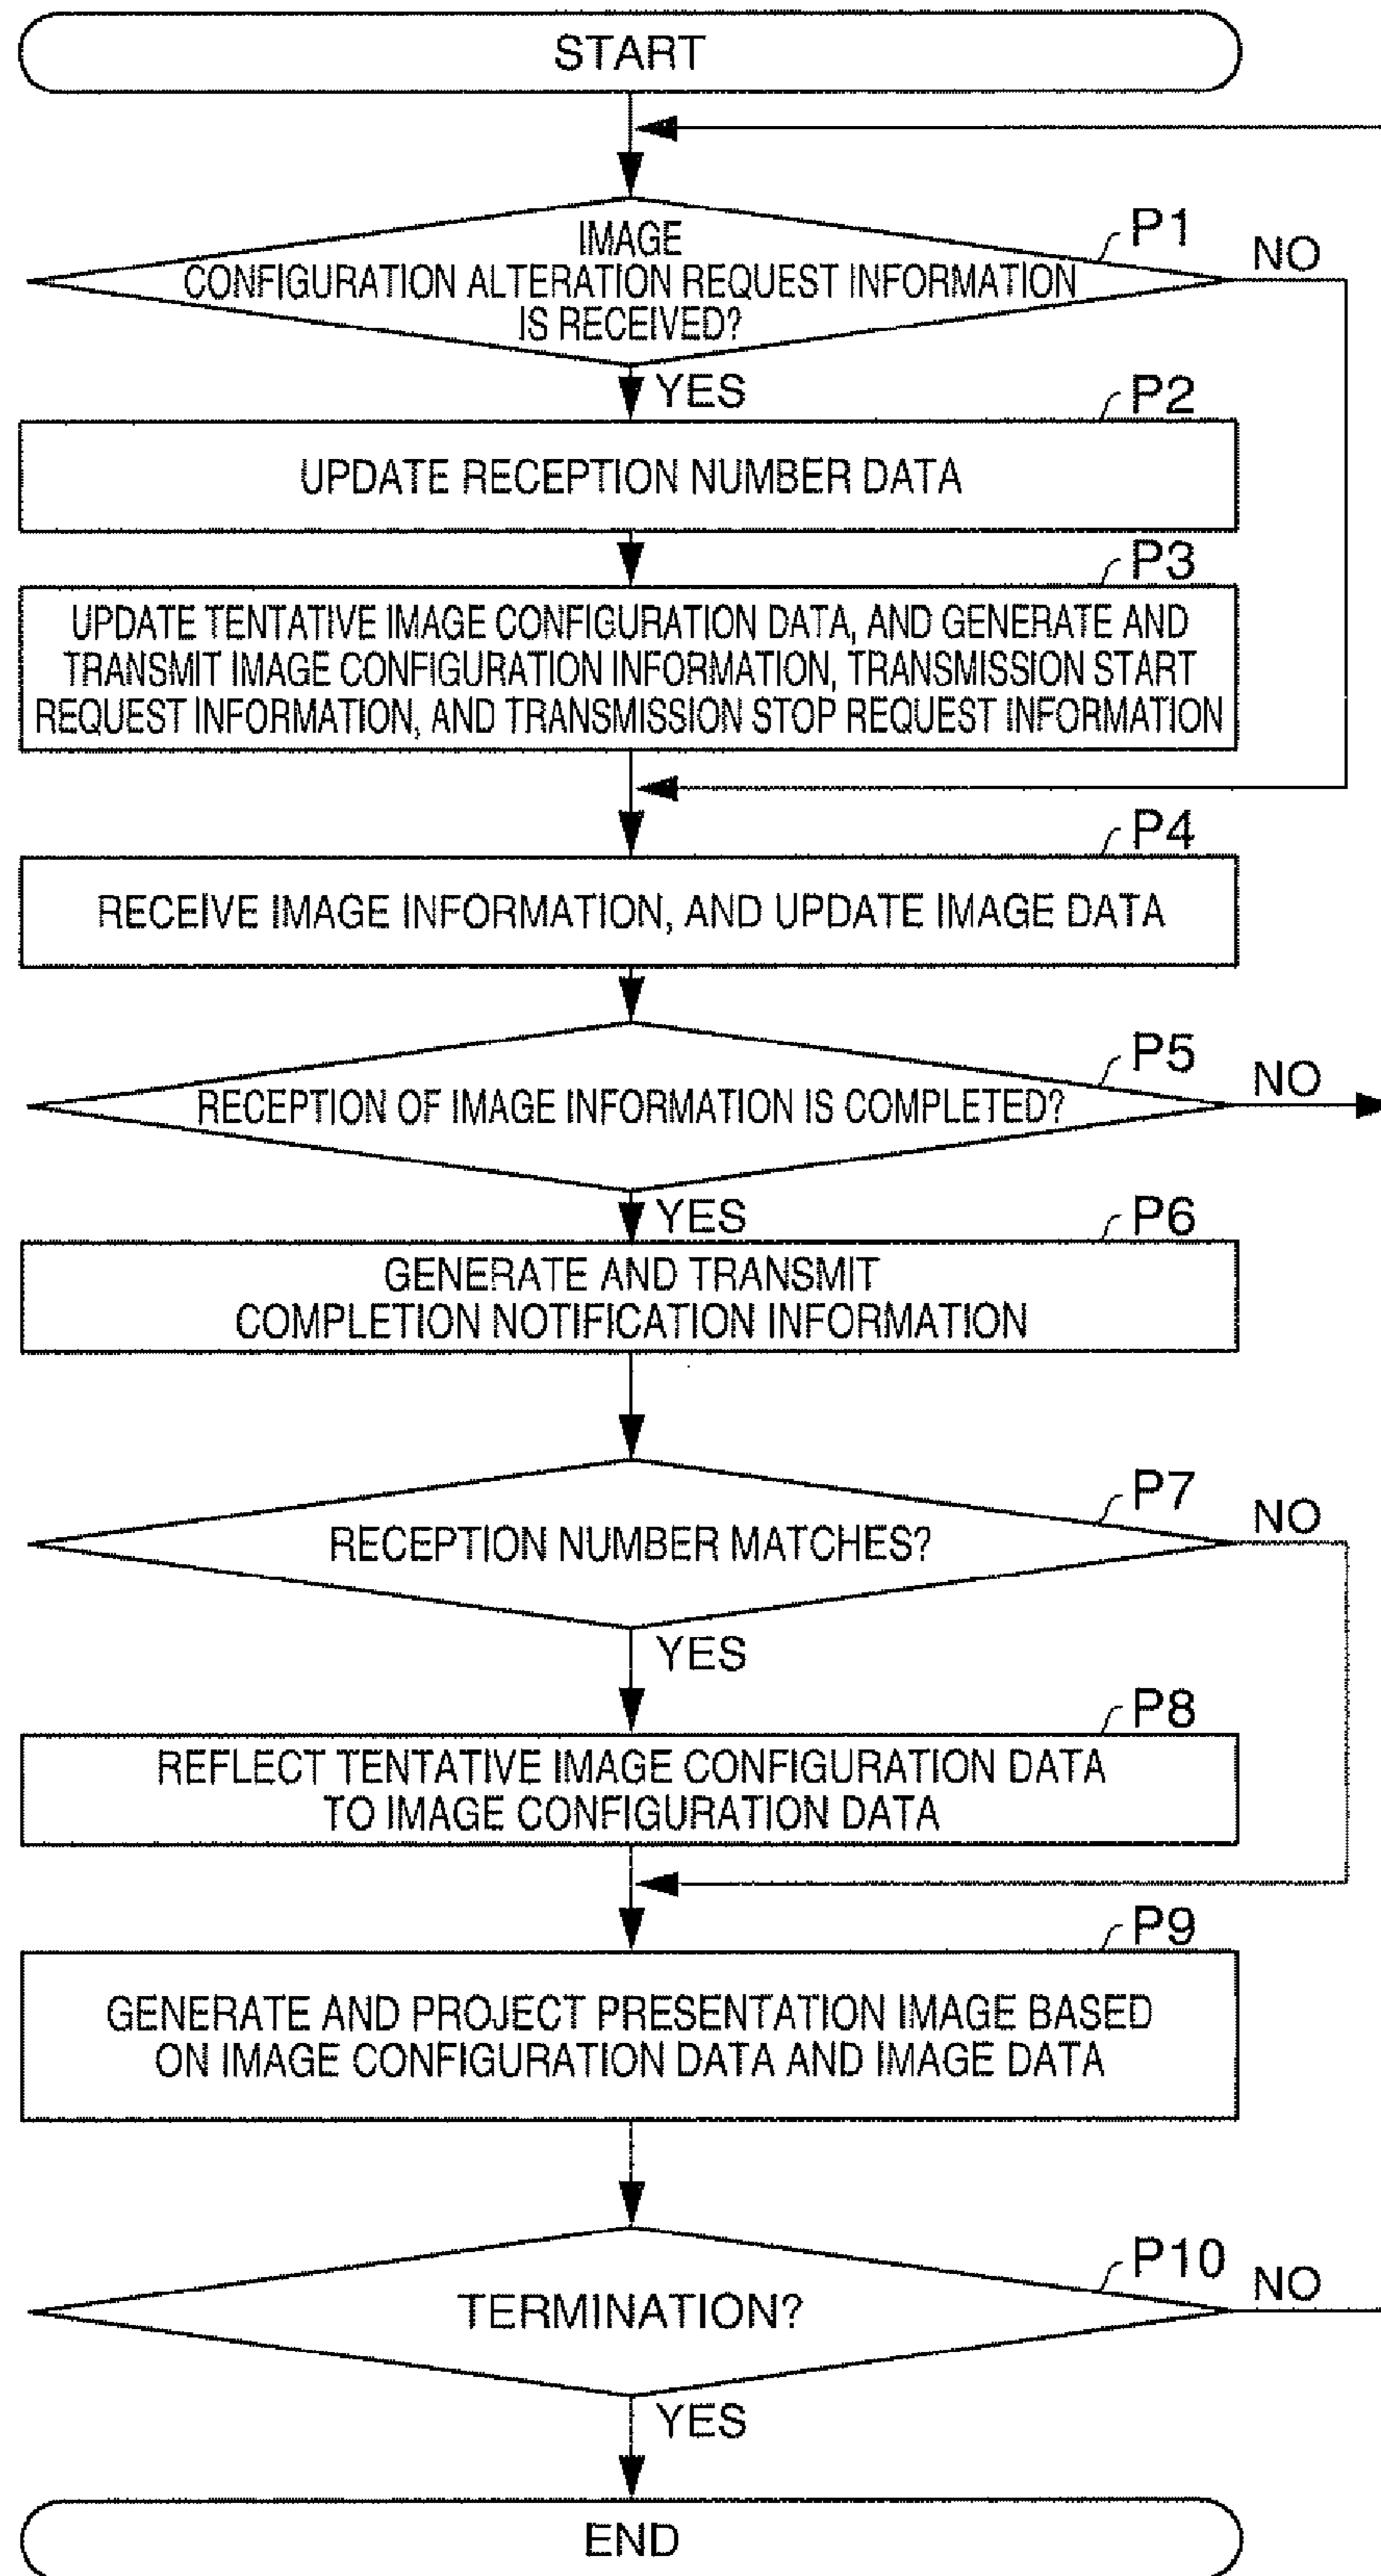 START
P1
IMAGE
CONFIGURATION ALTERATION REQUEST INFORMATION
IS RECEIVED?
NO
YES
P2
UPDATE RECEPTION NUMBER DATA
P3
UPDATE TENTATIVE IMAGE CONFIGURATION DATA, AND GENERATE AND
TRANSMIT IMAGE CONFIGURATION INFORMATION, TRANSMISSION START
REQUEST INFORMATION, AND TRANSMISSION STOP REQUEST INFORMATION
P4
RECEIVE IMAGE INFORMATION, AND UPDATE IMAGE DATA
P5
RECEPTION OF IMAGE INFORMATION IS COMPLETED?
NO
YES
P6
GENERATE AND TRANSMIT
COMPLETION NOTIFICATION INFORMATION
P7
RECEPTION NUMBER MATCHES?
NO
YES
P8
REFLECT TENTATIVE IMAGE CONFIGURATION DATA
TO IMAGE CONFIGURATION DATA
P9
GENERATE AND PROJECT PRESENTATION IMAGE BASED
ON IMAGE CONFIGURATION DATA AND IMAGE DATA
P10
TERMINATION?
NO
YES
END